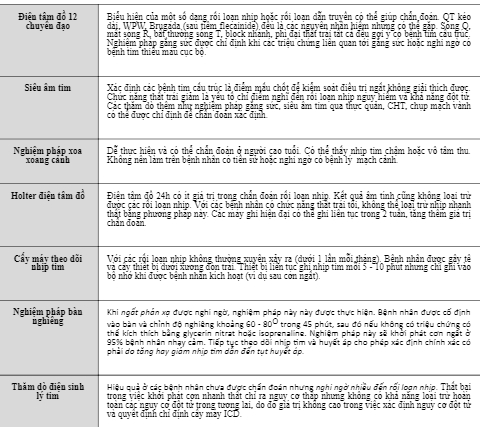 Điện tâm đồ 12
chuyển đạo
Biểu hiện của một số dạng rối loạn nhịp hoặc rối loạn dẫn truyền có thể giúp chẩn đoán. QT kéo
dài, WPW, Brugada (sau tiêm flecainide) đều là các nguyên nhân hiếm nhưng có thể gặp. Sóng Q,
mất sóng R, bất thường sóng T, block nhánh, phì đại thất trái tất cả đều gợi ý có bệnh tim cấu trúc.
Nghiệm pháp gắng sức được chỉ định khi các triệu chứng liên quan tới gắng sức hoặc nghi ngờ có
bệnh tim thiếu máu cục bộ.
Siêu âm tim
Xác định các bệnh tim cấu trúc là điểm mấu chốt để kiểm soát điều trị ngất không giải thích được.
Chức năng thất trái giảm là yếu tố chỉ điểm nghĩ đến rối loạn nhịp nguy hiểm và khả năng đột tử.
Các thăm dò thêm như nghiệm pháp gắng sức, siêu âm tim qua thực quản, CHT, chụp mạch vành
có thể được chỉ định để chẩn đoán xác định.
Nghiệm pháp xoa
xoang cảnh
Dễ thực hiện và có thể chẩn đoán ở người cao tuổi. Có thể thấy nhịp tim chậm hoặc vô tâm thu.
Không nên làm trên bệnh nhân có tiền sử hoặc nghi ngờ có bệnh lý mạch cảnh.
Holter điện tâm đồ
Điện tâm đồ 24h có ít giá trị trong chẩn đoán rối loạn nhịp. Kết quả âm tính cũng không loại trừ
được các rối loạn nhịp. Với các bệnh nhân có chức năng thất trái tồi, không thể loại trừ nhịp nhanh
thất bằng phương pháp này. Các máy ghi hiện đại có thể ghi liên tục trong 2 tuần, tăng thêm giá trị
chẩn đoán.
Cấy máy theo dõi
nhịp tim
Với các rối loạn nhịp không thường xuyên xảy ra (dưới 1 lần mỗi tháng). Bệnh nhân được gây tê
và cấy thiết bị dưới xương đòn trái. Thiết bị liên tục ghi nhịp tim mỗi 5 - 10 phút nhưng chỉ ghi vào
bộ nhớ khi được bệnh nhân kích hoạt (ví dụ sau cơn ngất).
Nghiệm pháp bàn
nghiêng
Khi ngất phản xạ được nghi ngờ, nghiệm pháp này này được thực hiện. Bệnh nhân được cố định
vào bàn và chỉnh độ nghiêng khoảng 60 - 80O trong 45 phút, sau đó nếu không có triệu chứng có
thể kích thích bằng glycerin nitrat hoặc isoprenaline. Nghiệm pháp này sẽ khởi phát cơn ngất ở
95% bệnh nhân nhạy cảm. Tiếp tục theo dõi nhịp tim và huyết áp cho phép xác định chính xác có
phải do tăng hay giảm nhịp tim dẫn đến tụt huyết áp.
Thăm dò điện sinh
lý tim
Hiệu quả ở các bệnh nhân chưa được chẩn đoán nhưng nghi ngờ nhiều đến rối loạn nhịp. Thất bại
trong việc khởi phát cơn nhanh thất chỉ ra nguy cơ thấp nhưng không có khả năng loại trừ hoàn
toàn các nguy cơ đột tử trong tương lai, do đó giá trị không cao trong việc xác định nguy cơ đột tử
và quyết định chỉ định cấy máy ICD.